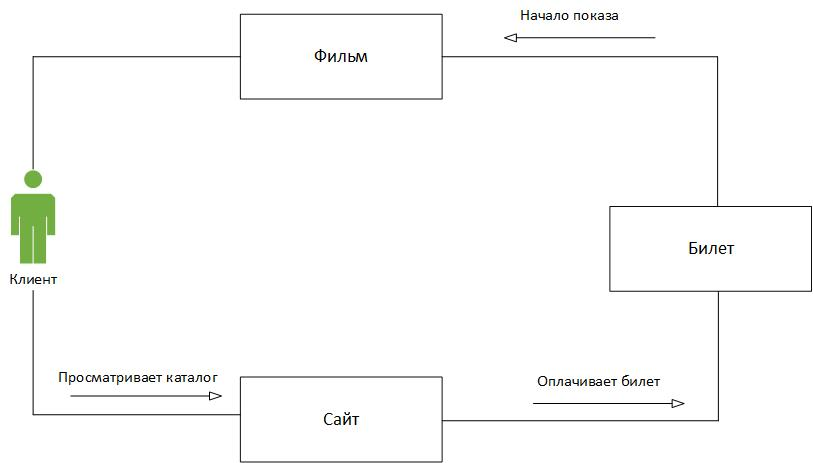 Начало показа
Фильм
Билет
Клиент
Просматривает каталог
Оплачивает билет
Сайт